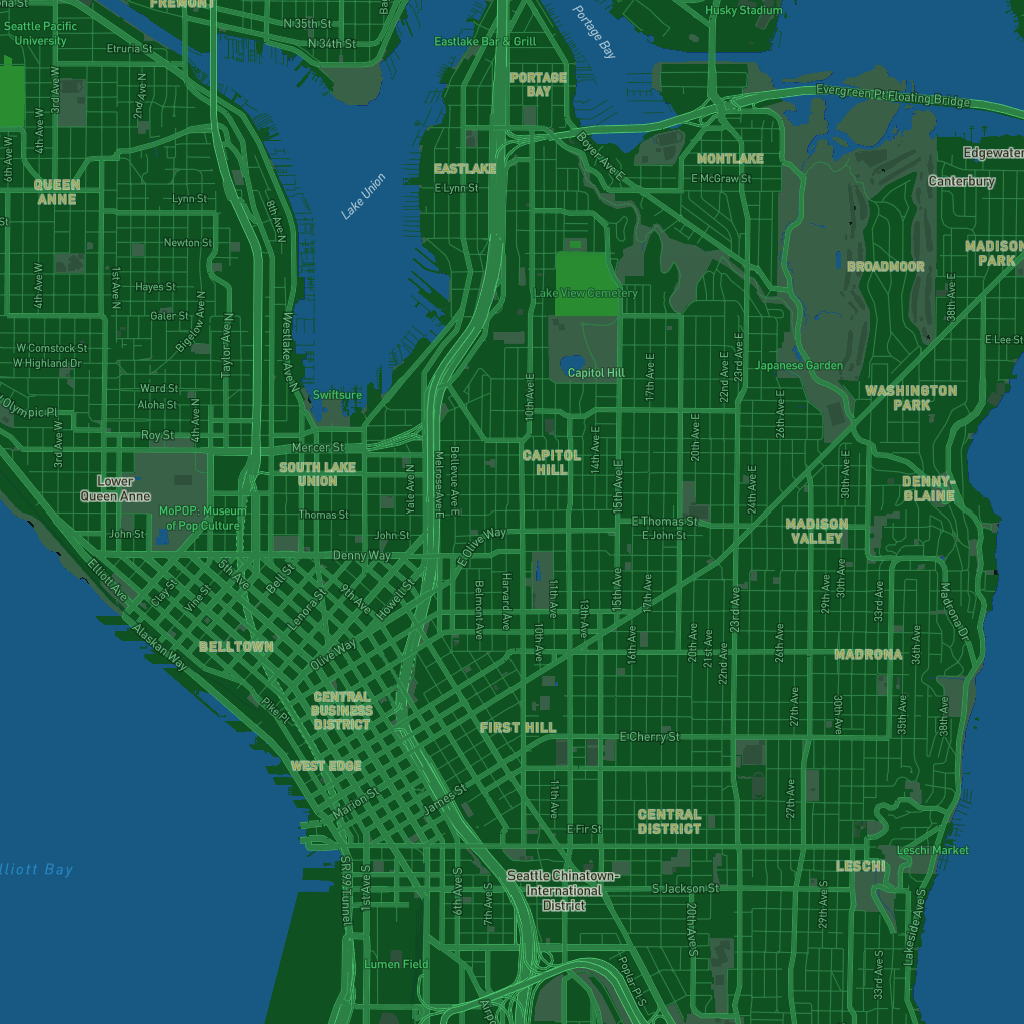 FREMONT
Seattle Pacific
University
N 35th St
N 34th St
Etruria St
3rd Ave W
2nd Ave N
4th Ave W
6th Ave W
Eastlake Bar & Grill
Portage Bay
Husky Stadium
PORTAGE
BAY
Evergreen Pt Floating Bridge
Boyer Ave E
MONTLAKE
E McGraw St
Edgewater
Canterbury
EASTLAKE
E Lynn St
QUEEN
ANNE
Lynn St
8th Ave N
Lake Union
Newton St
4th Ave W
1st Ave N
Hayes St
Galer St
Bigelow Ave N
Taylor Ave N
Westlake Ave N
MADISON
PARK
BROADMOOR
38th Ave E
E Lee St
Lake View Cemetery
W Comstock St
W Highland Dr
Ward St
Aloha St
Swiftsure
4th Ave N
Roy St
3rd Ave W
Olympic Pl
Mercer St
Capitol Hill
10th Ave E
17th Ave E
22nd Ave E
23rd Ave E
Japanese Garden
WASHINGTON
PARK
26th Ave E
20th Ave E
14th Ave E
15th Ave E
CAPITOL
HILL
Bellevue Ave E
Melrose Ave E
Yale Ave N
SOUTH LAKE
UNION
Lower
Queen Anne
MoPOP: Museum
of Pop Culture
Thomas St
John St
John St
Denny Way
E Olive Way
E Thomas St
E John St
24th Ave E
30th Ave E
DENNY-
BLAINE
MADISON
VALLEY
Elliott Ave
Clay St
Vine St
5th Ave
Bell St
Lenora St
9th Ave
Howell St
Belmont Ave
Harvard Ave
11th Ave
10th Ave
13th Ave
15th Ave
17th Ave
16th Ave
20th Ave
21st Ave
22nd Ave
23rd Ave
26th Ave
29th Ave
30th Ave
33rd Ave
36th Ave
Madrona Dr
MADRONA
Alaskan Way
BELLTOWN
Olive Way
Pike Pl
CENTRAL
BUSINESS
DISTRICT
FIRST HILL
WEST EDGE
E Cherry St
27th Ave
30th Ave
35th Ave
38th Ave
Marion St
James St
11th Ave
27th Ave
CENTRAL
DISTRICT
E Fir St
Leschi Market
LESCHI
SR 99 Tunnel
1st Ave S
6th Ave S
7th Ave S
Seattle Chinatown-
International
District
S Jackson St
20th Ave S
29th Ave S
33rd Ave S
Lakeside Ave S
Lumen Field
Poplar Pl S